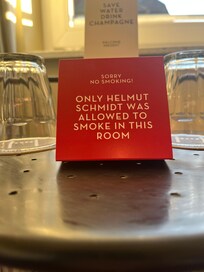 SAVE
WATER
DRINK
CHAMPAGNE
SORRY
NO SMOKING!
ONLY HELMUT
SCHMIDT WAS
ALLOWED TO
SMOKE IN THIS
ROOM